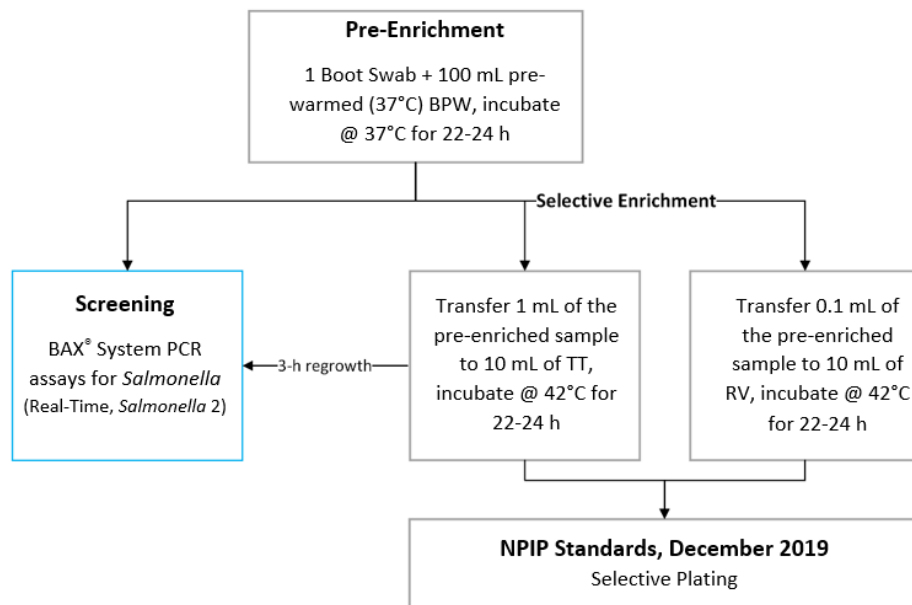 Pre-Enrichment
1 Boot Swab + 100 mL pre-
warmed (37°C) BPW, incubate
@ 37°C for 22-24 h
Selective Enrichment
Screening
BAX® System PCR
assays for Salmonella
(Real-Time, Salmonella 2)
3-h regrowth
Transfer 1 mL of the
pre-enriched sample
to 10 mL of TT,
incubate @ 42°C for
22-24 h
Transfer 0.1 mL of
the pre-enriched
sample to 10 mL of
RV, incubate @ 42°C
for 22-24 h
NPIP Standards, December 2019
Selective Plating